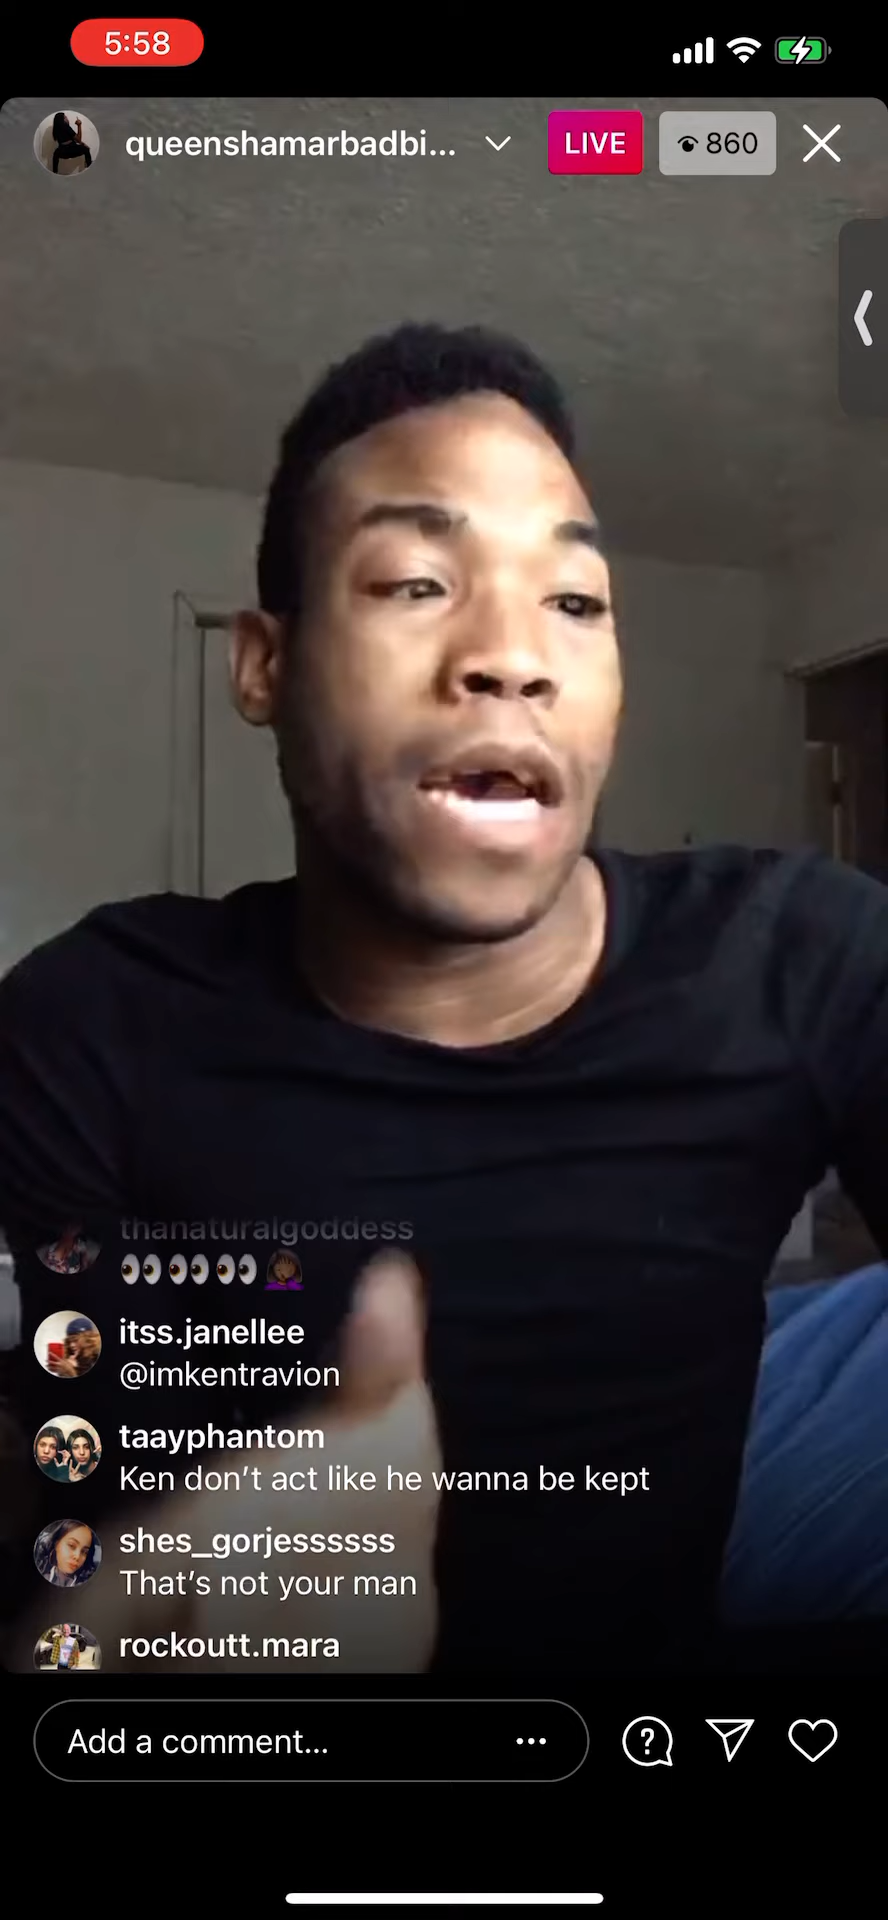 5:58
queenshamarbadbi...
LIVE
860
thanaturalgoddess
👀👀👀🤦🏾‍♀️
itss.janellee
@imkentravion
taayphantom
Ken don’t act like he wanna be kept
shes_gorjessssss
That’s not your man
rockoutt.mara
Add a comment...